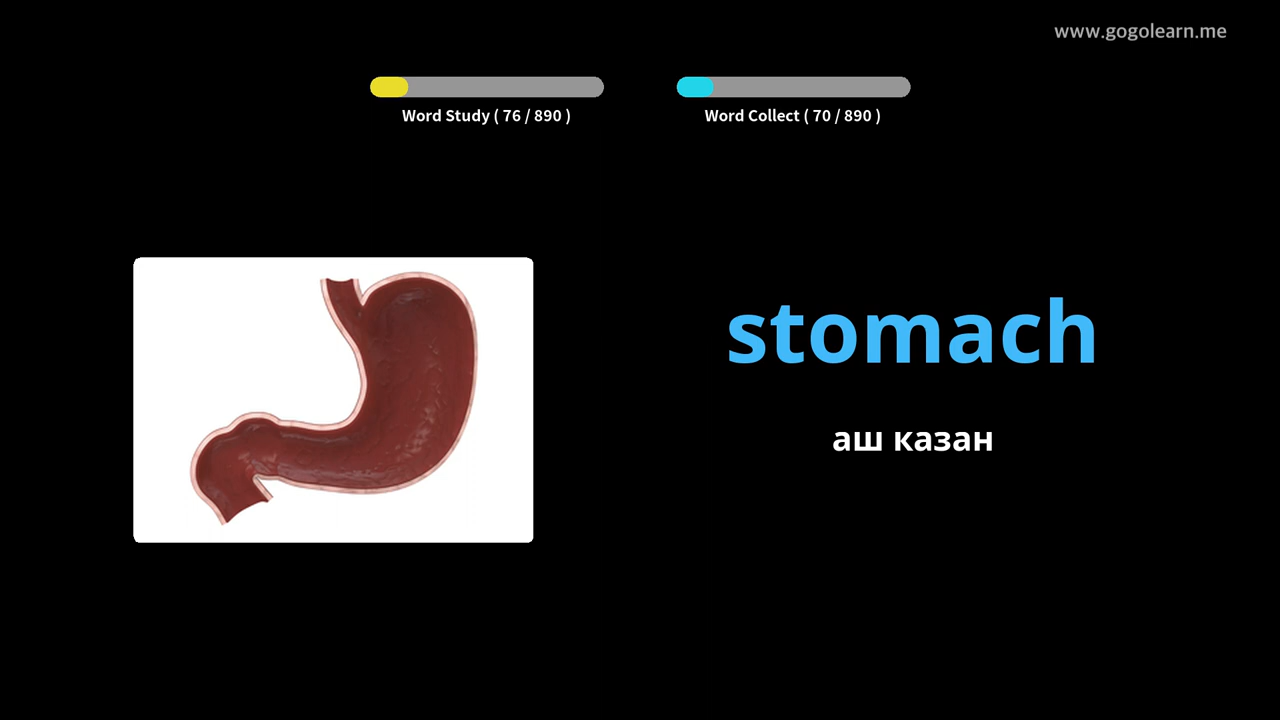 www.gogolearn.me
Word Study ( 76 / 890 )
Word Collect ( 70 / 890 )
stomach
аш казан